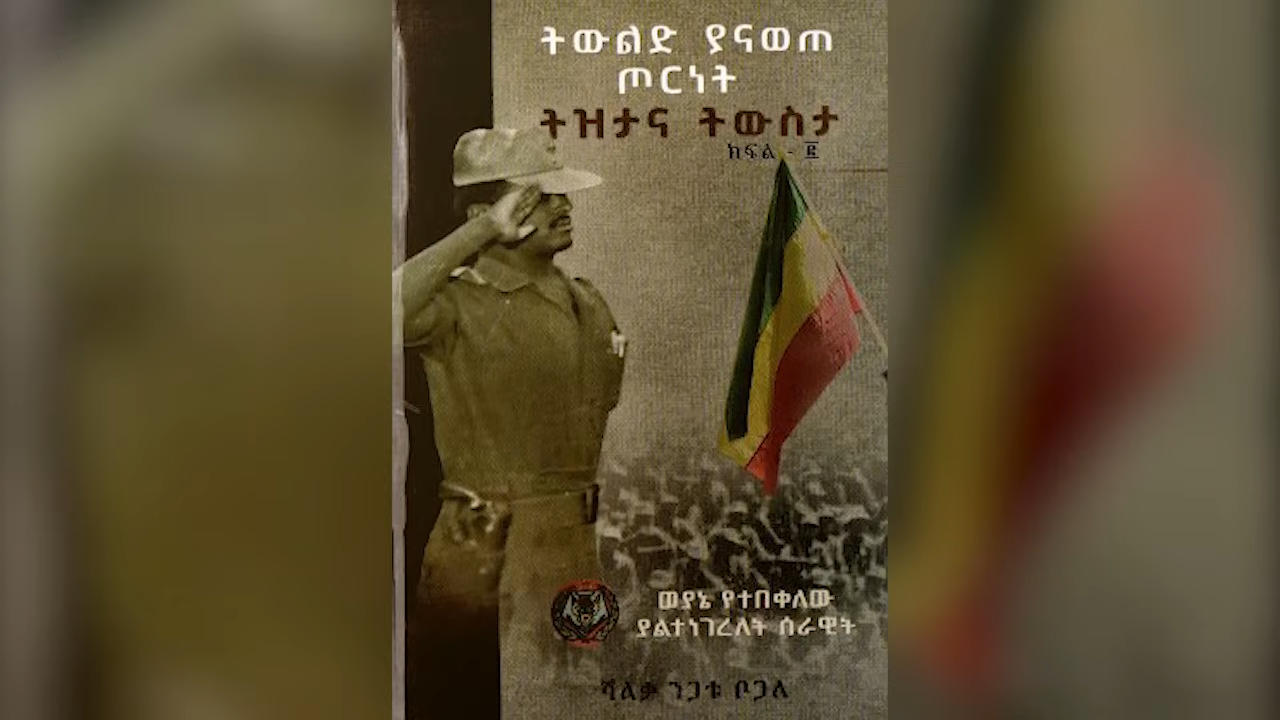 ትውልድ ያናወጠ
ጦርነት
ትዝታና ትውስታ
ክፍል - ፪
ወያኔ የተበቀለው
ያልተነገረለት ሰራዊት
ሻለቃ ንጋቱ ቦጋለ